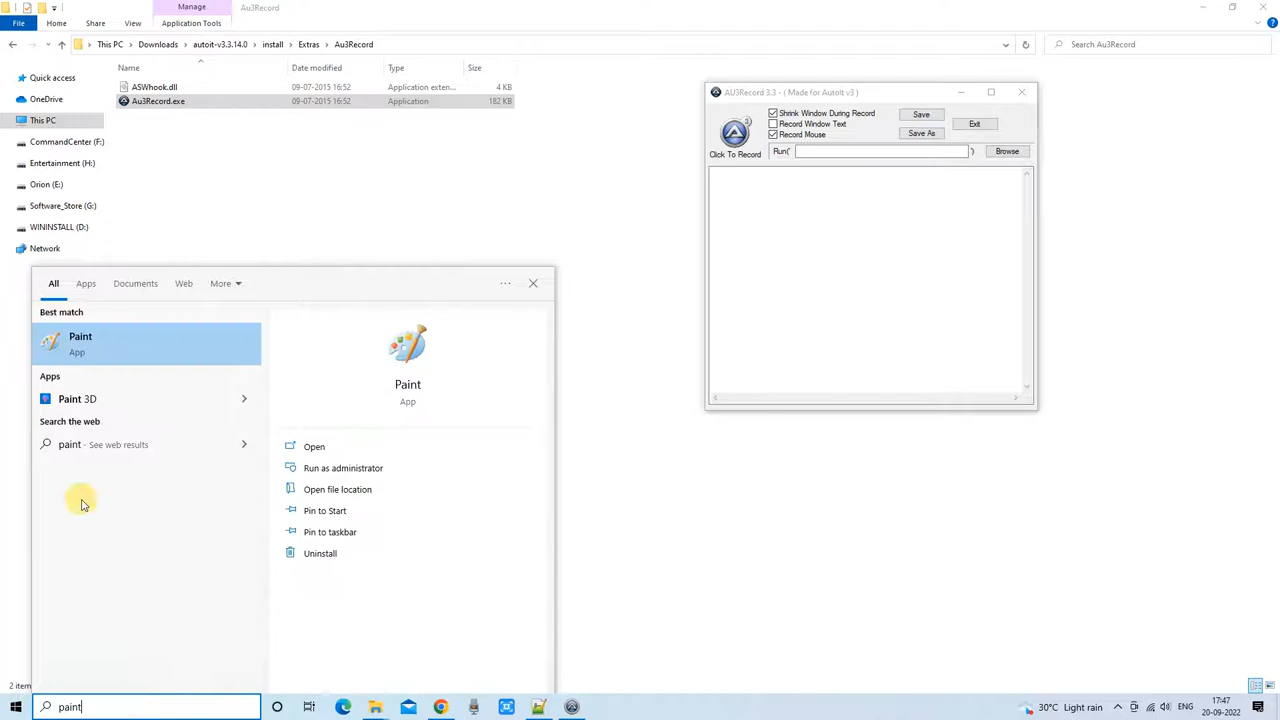 Manage
Au3Record
File
Home
Share
View
Application Tools
This PC
Downloads
autoit-v3.3.14.0
install
Extras
Au3Record
Search Au3Record
Name
Date modified
Type
Size
Quick access
OneDrive
This PC
CommandCenter (F:)
Entertainment (H:)
Orion (E:)
Software_Store (G:)
WININSTALL (D:)
Network
ASWhook.dll
09-07-2015 16:52
Application exten...
4 KB
Au3Record.exe
09-07-2015 16:52
Application
182 KB
AU3Record 3.3 - ( Made for AutoIt v3 )
Shrink Window During Record
Record Window Text
Record Mouse
Save
Save As
Exit
Click To Record
Run('
')
Browse
All
Apps
Documents
Web
More
Best match
Paint
App
Apps
Paint 3D
Search the web
paint - See web results
Paint
App
Open
Run as administrator
Open file location
Pin to Start
Pin to taskbar
Uninstall
2 item
paint
30°C Light rain
ENG
17:47
20-09-2022